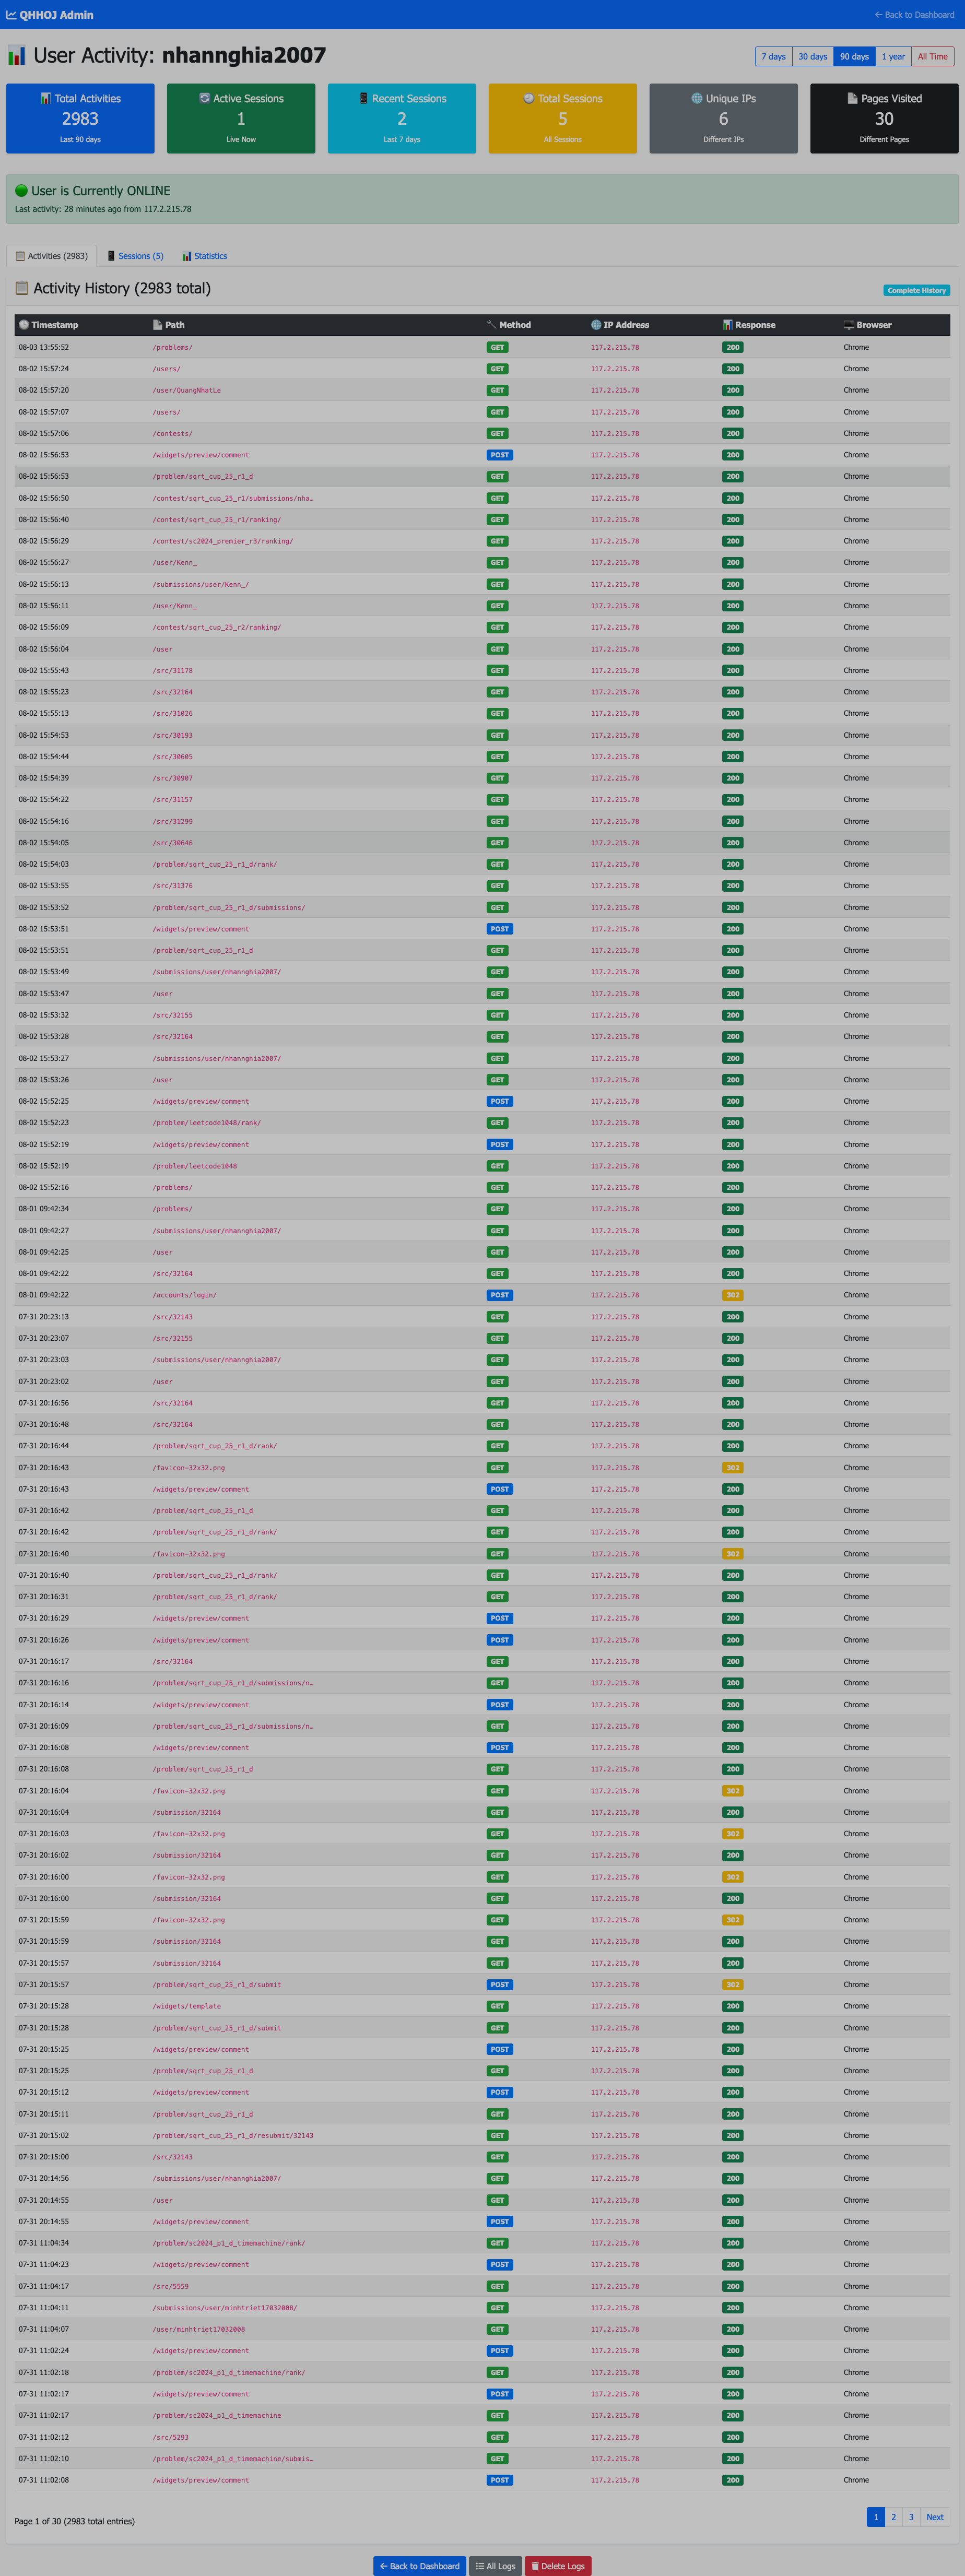 QHHOJ Admin
← Back to Dashboard
User Activity: nhannghia2007
7 days 30 days 90 days 1 year All Time
Total Activities
2983
Last 90 days
Active Sessions
1
Live Now
Recent Sessions
2
Last 7 days
Total Sessions
5
All Sessions
Unique IPs
6
Different IPs
Pages Visited
30
Different Pages
User is Currently ONLINE
Last activity: 28 minutes ago from 117.2.215.78
Activities (2983) Sessions (5) Statistics
Activity History (2983 total)
Complete History
Timestamp Path Method IP Address Response Browser
08-03 13:55:52 /problems/ GET 117.2.215.78 200 Chrome
08-02 15:57:24 /users/ GET 117.2.215.78 200 Chrome
08-02 15:57:20 /user/QuangNhatLe GET 117.2.215.78 200 Chrome
08-02 15:57:07 /users/ GET 117.2.215.78 200 Chrome
08-02 15:57:06 /contests/ GET 117.2.215.78 200 Chrome
08-02 15:56:53 /widgets/preview/comment POST 117.2.215.78 200 Chrome
08-02 15:56:53 /problem/sqrt_cup_25_r1_d GET 117.2.215.78 200 Chrome
08-02 15:56:50 /contest/sqrt_cup_25_r1/submissions/nha… GET 117.2.215.78 200 Chrome
08-02 15:56:40 /contest/sqrt_cup_25_r1/ranking/ GET 117.2.215.78 200 Chrome
08-02 15:56:29 /contest/sc2024_premier_r3/ranking/ GET 117.2.215.78 200 Chrome
08-02 15:56:27 /user/Kenn_ GET 117.2.215.78 200 Chrome
08-02 15:56:13 /submissions/user/Kenn_/ GET 117.2.215.78 200 Chrome
08-02 15:56:11 /user/Kenn_ GET 117.2.215.78 200 Chrome
08-02 15:56:09 /contest/sqrt_cup_25_r2/ranking/ GET 117.2.215.78 200 Chrome
08-02 15:56:04 /user GET 117.2.215.78 200 Chrome
08-02 15:55:43 /src/31178 GET 117.2.215.78 200 Chrome
08-02 15:55:23 /src/32164 GET 117.2.215.78 200 Chrome
08-02 15:55:13 /src/31026 GET 117.2.215.78 200 Chrome
08-02 15:54:53 /src/30193 GET 117.2.215.78 200 Chrome
08-02 15:54:44 /src/30605 GET 117.2.215.78 200 Chrome
08-02 15:54:39 /src/30907 GET 117.2.215.78 200 Chrome
08-02 15:54:22 /src/31157 GET 117.2.215.78 200 Chrome
08-02 15:54:16 /src/31299 GET 117.2.215.78 200 Chrome
08-02 15:54:05 /src/30646 GET 117.2.215.78 200 Chrome
08-02 15:54:03 /problem/sqrt_cup_25_r1_d/rank/ GET 117.2.215.78 200 Chrome
08-02 15:53:55 /src/31376 GET 117.2.215.78 200 Chrome
08-02 15:53:52 /problem/sqrt_cup_25_r1_d/submissions/ GET 117.2.215.78 200 Chrome
08-02 15:53:51 /widgets/preview/comment POST 117.2.215.78 200 Chrome
08-02 15:53:51 /problem/sqrt_cup_25_r1_d GET 117.2.215.78 200 Chrome
08-02 15:53:49 /submissions/user/nhannghia2007/ GET 117.2.215.78 200 Chrome
08-02 15:53:47 /user GET 117.2.215.78 200 Chrome
08-02 15:53:32 /src/32155 GET 117.2.215.78 200 Chrome
08-02 15:53:28 /src/32164 GET 117.2.215.78 200 Chrome
08-02 15:53:27 /submissions/user/nhannghia2007/ GET 117.2.215.78 200 Chrome
08-02 15:53:26 /user GET 117.2.215.78 200 Chrome
08-02 15:52:25 /widgets/preview/comment POST 117.2.215.78 200 Chrome
08-02 15:52:23 /problem/leetcode1048/rank/ GET 117.2.215.78 200 Chrome
08-02 15:52:19 /widgets/preview/comment POST 117.2.215.78 200 Chrome
08-02 15:52:19 /problem/leetcode1048 GET 117.2.215.78 200 Chrome
08-02 15:52:16 /problems/ GET 117.2.215.78 200 Chrome
08-01 09:42:34 /problems/ GET 117.2.215.78 200 Chrome
08-01 09:42:27 /submissions/user/nhannghia2007/ GET 117.2.215.78 200 Chrome
08-01 09:42:25 /user GET 117.2.215.78 200 Chrome
08-01 09:42:22 /src/32164 GET 117.2.215.78 200 Chrome
08-01 09:42:22 /accounts/login/ POST 117.2.215.78 302 Chrome
07-31 20:23:13 /src/32143 GET 117.2.215.78 200 Chrome
07-31 20:23:07 /src/32155 GET 117.2.215.78 200 Chrome
07-31 20:23:03 /submissions/user/nhannghia2007/ GET 117.2.215.78 200 Chrome
07-31 20:23:02 /user GET 117.2.215.78 200 Chrome
07-31 20:16:56 /src/32164 GET 117.2.215.78 200 Chrome
07-31 20:16:48 /src/32164 GET 117.2.215.78 200 Chrome
07-31 20:16:44 /problem/sqrt_cup_25_r1_d/rank/ GET 117.2.215.78 200 Chrome
07-31 20:16:43 /favicon-32x32.png GET 117.2.215.78 302 Chrome
07-31 20:16:43 /widgets/preview/comment POST 117.2.215.78 200 Chrome
07-31 20:16:42 /problem/sqrt_cup_25_r1_d GET 117.2.215.78 200 Chrome
07-31 20:16:42 /problem/sqrt_cup_25_r1_d/rank/ GET 117.2.215.78 200 Chrome
07-31 20:16:40 /favicon-32x32.png GET 117.2.215.78 302 Chrome
07-31 20:16:40 /problem/sqrt_cup_25_r1_d/rank/ GET 117.2.215.78 200 Chrome
07-31 20:16:31 /problem/sqrt_cup_25_r1_d/rank/ GET 117.2.215.78 200 Chrome
07-31 20:16:29 /widgets/preview/comment POST 117.2.215.78 200 Chrome
07-31 20:16:26 /widgets/preview/comment POST 117.2.215.78 200 Chrome
07-31 20:16:17 /src/32164 GET 117.2.215.78 200 Chrome
07-31 20:16:16 /problem/sqrt_cup_25_r1_d/submissions/n… GET 117.2.215.78 200 Chrome
07-31 20:16:14 /widgets/preview/comment POST 117.2.215.78 200 Chrome
07-31 20:16:09 /problem/sqrt_cup_25_r1_d/submissions/n… GET 117.2.215.78 200 Chrome
07-31 20:16:08 /widgets/preview/comment POST 117.2.215.78 200 Chrome
07-31 20:16:08 /problem/sqrt_cup_25_r1_d GET 117.2.215.78 200 Chrome
07-31 20:16:04 /favicon-32x32.png GET 117.2.215.78 302 Chrome
07-31 20:16:04 /submission/32164 GET 117.2.215.78 200 Chrome
07-31 20:16:03 /favicon-32x32.png GET 117.2.215.78 302 Chrome
07-31 20:16:02 /submission/32164 GET 117.2.215.78 200 Chrome
07-31 20:16:00 /favicon-32x32.png GET 117.2.215.78 302 Chrome
07-31 20:16:00 /submission/32164 GET 117.2.215.78 200 Chrome
07-31 20:15:59 /favicon-32x32.png GET 117.2.215.78 302 Chrome
07-31 20:15:59 /submission/32164 GET 117.2.215.78 200 Chrome
07-31 20:15:57 /submission/32164 GET 117.2.215.78 200 Chrome
07-31 20:15:57 /problem/sqrt_cup_25_r1_d/submit POST 117.2.215.78 302 Chrome
07-31 20:15:28 /widgets/template GET 117.2.215.78 200 Chrome
07-31 20:15:28 /problem/sqrt_cup_25_r1_d/submit GET 117.2.215.78 200 Chrome
07-31 20:15:25 /widgets/preview/comment POST 117.2.215.78 200 Chrome
07-31 20:15:25 /problem/sqrt_cup_25_r1_d GET 117.2.215.78 200 Chrome
07-31 20:15:12 /widgets/preview/comment POST 117.2.215.78 200 Chrome
07-31 20:15:11 /problem/sqrt_cup_25_r1_d GET 117.2.215.78 200 Chrome
07-31 20:15:02 /problem/sqrt_cup_25_r1_d/resubmit/32143 GET 117.2.215.78 200 Chrome
07-31 20:15:00 /src/32143 GET 117.2.215.78 200 Chrome
07-31 20:14:56 /submissions/user/nhannghia2007/ GET 117.2.215.78 200 Chrome
07-31 20:14:55 /user GET 117.2.215.78 200 Chrome
07-31 20:14:55 /widgets/preview/comment POST 117.2.215.78 200 Chrome
07-31 11:04:34 /problem/sc2024_p1_d_timemachine/rank/ GET 117.2.215.78 200 Chrome
07-31 11:04:23 /widgets/preview/comment POST 117.2.215.78 200 Chrome
07-31 11:04:17 /src/5559 GET 117.2.215.78 200 Chrome
07-31 11:04:11 /submissions/user/minhtriet17032008/ GET 117.2.215.78 200 Chrome
07-31 11:04:07 /user/minhtriet17032008 GET 117.2.215.78 200 Chrome
07-31 11:02:24 /widgets/preview/comment POST 117.2.215.78 200 Chrome
07-31 11:02:18 /problem/sc2024_p1_d_timemachine/rank/ GET 117.2.215.78 200 Chrome
07-31 11:02:17 /widgets/preview/comment POST 117.2.215.78 200 Chrome
07-31 11:02:17 /problem/sc2024_p1_d_timemachine GET 117.2.215.78 200 Chrome
07-31 11:02:12 /src/5293 GET 117.2.215.78 200 Chrome
07-31 11:02:10 /problem/sc2024_p1_d_timemachine/submis… GET 117.2.215.78 200 Chrome
07-31 11:02:08 /widgets/preview/comment POST 117.2.215.78 200 Chrome
Page 1 of 30 (2983 total entries)
1 2 3 Next
← Back to Dashboard All Logs Delete Logs